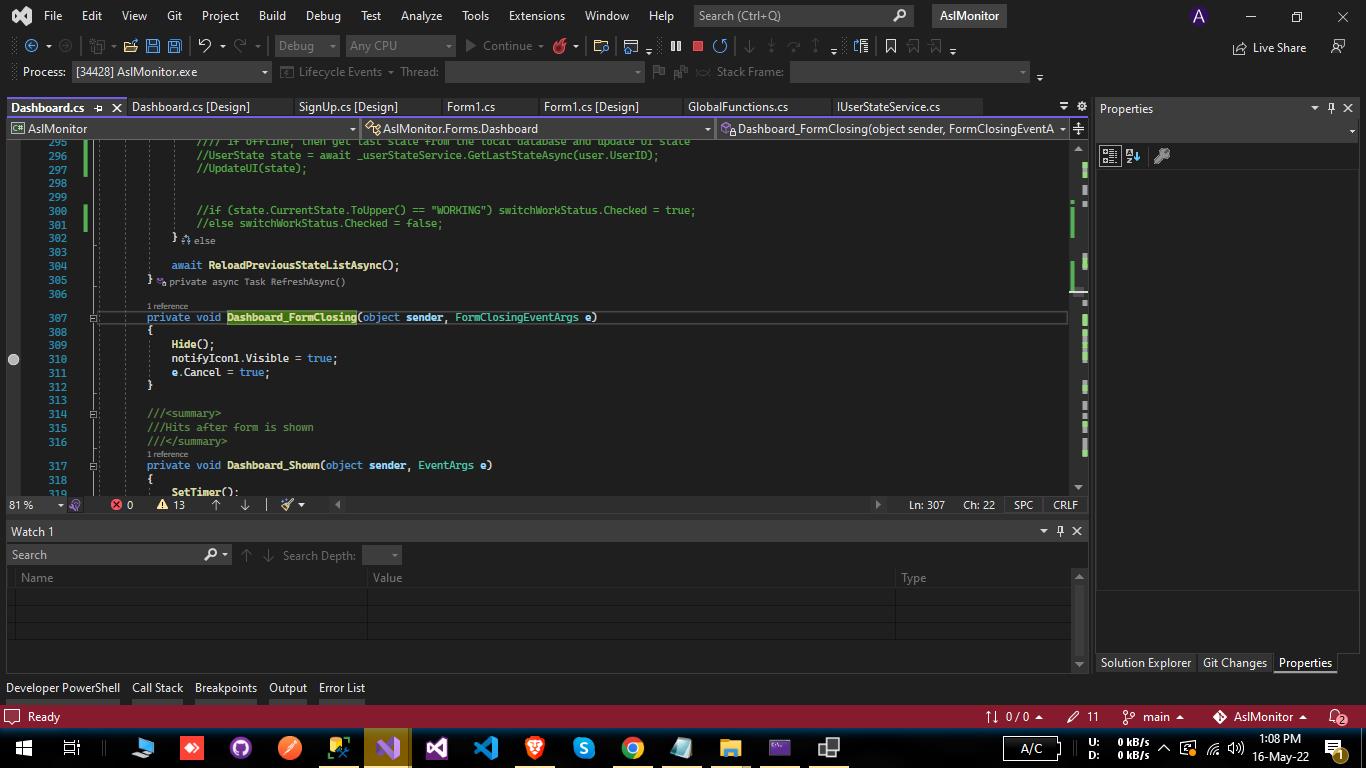 File Edit View Git Project Build Debug Test Analyze Tools Extensions Window Help Search (Ctrl+Q) AslMonitor A
Debug Any CPU Continue Live Share
Process: [34428] AslMonitor.exe Lifecycle Events Thread: Stack Frame:
Dashboard.cs Dashboard.cs [Design] SignUp.cs [Design] Form1.cs Form1.cs [Design] GlobalFunctions.cs IUserStateService.cs
Properties
AslMonitor AslMonitor.Forms.Dashboard Dashboard_FormClosing(object sender, FormClosingEventA
295 //// if offline, then get last state from the local database and update UI state
296 //UserState state = await _userStateService.GetLastStateAsync(user.UserID);
297 //UpdateUI(state);
298
299
300 //if (state.CurrentState.ToUpper() == "WORKING") switchWorkStatus.Checked = true;
301 //else switchWorkStatus.Checked = false;
302 } else
303
304 await ReloadPreviousStateListAsync();
305 } private async Task RefreshAsync()
306
1 reference
307 private void Dashboard_FormClosing(object sender, FormClosingEventArgs e)
308 {
309 Hide();
310 notifyIcon1.Visible = true;
311 e.Cancel = true;
312 }
313
314 ///<summary>
315 ///Hits after form is shown
316 ///</summary>
1 reference
317 private void Dashboard_Shown(object sender, EventArgs e)
318 {
319 SetTimer();
81 % 0 13 Ln: 307 Ch: 22 SPC CRLF
Watch 1
Search Search Depth:
Name Value Type
Solution Explorer Git Changes Properties
Developer PowerShell Call Stack Breakpoints Output Error List
Ready 0 / 0 11 main AslMonitor 2
A/C U: 0 kB/s D: 0 kB/s 1:08 PM 16-May-22 1